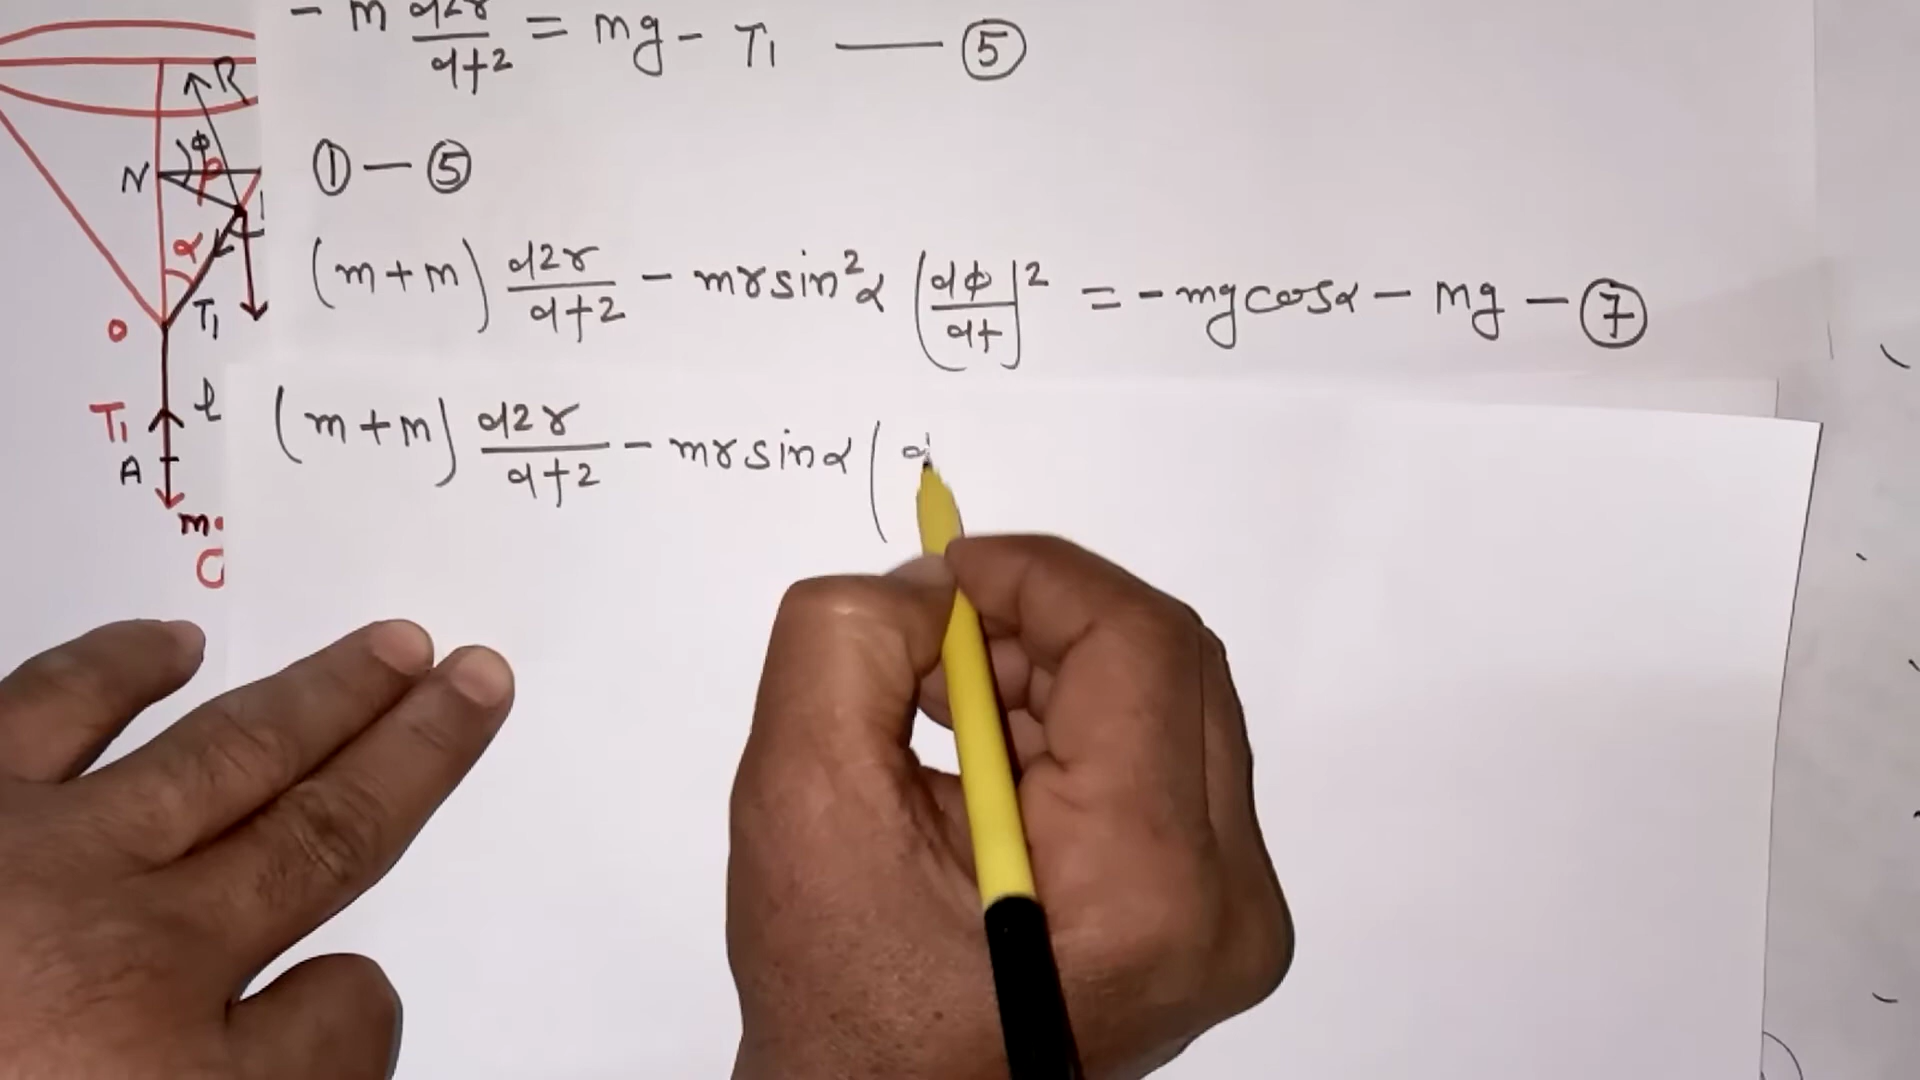 - m d2r/dt2 = mg - T1 —— ⑤
① — ⑤
(m+m) d2r/dt2 - mr sin²α (dϕ/dt)² = - mg cosα - mg - ⑦
(m+m) d2r/dt2 - mr sinα ( d
R
ϕ
N
P
α
O
T1
l
T1
A
m